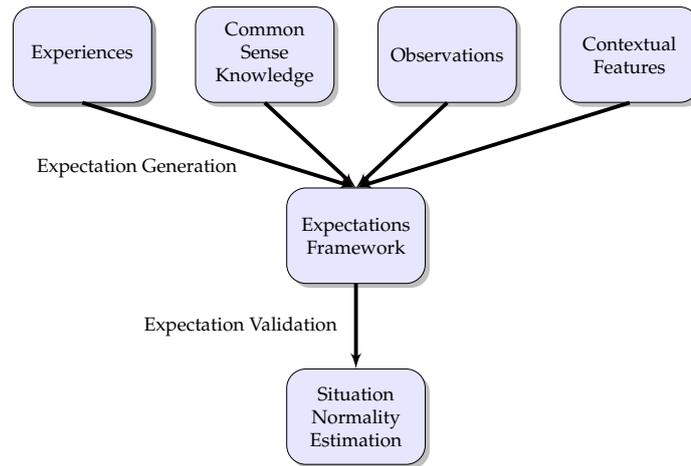 Experiences
Common
Sense
Knowledge
Observations
Contextual
Features
Expectation Generation
Expectations
Framework
Expectation Validation
Situation
Normality
Estimation